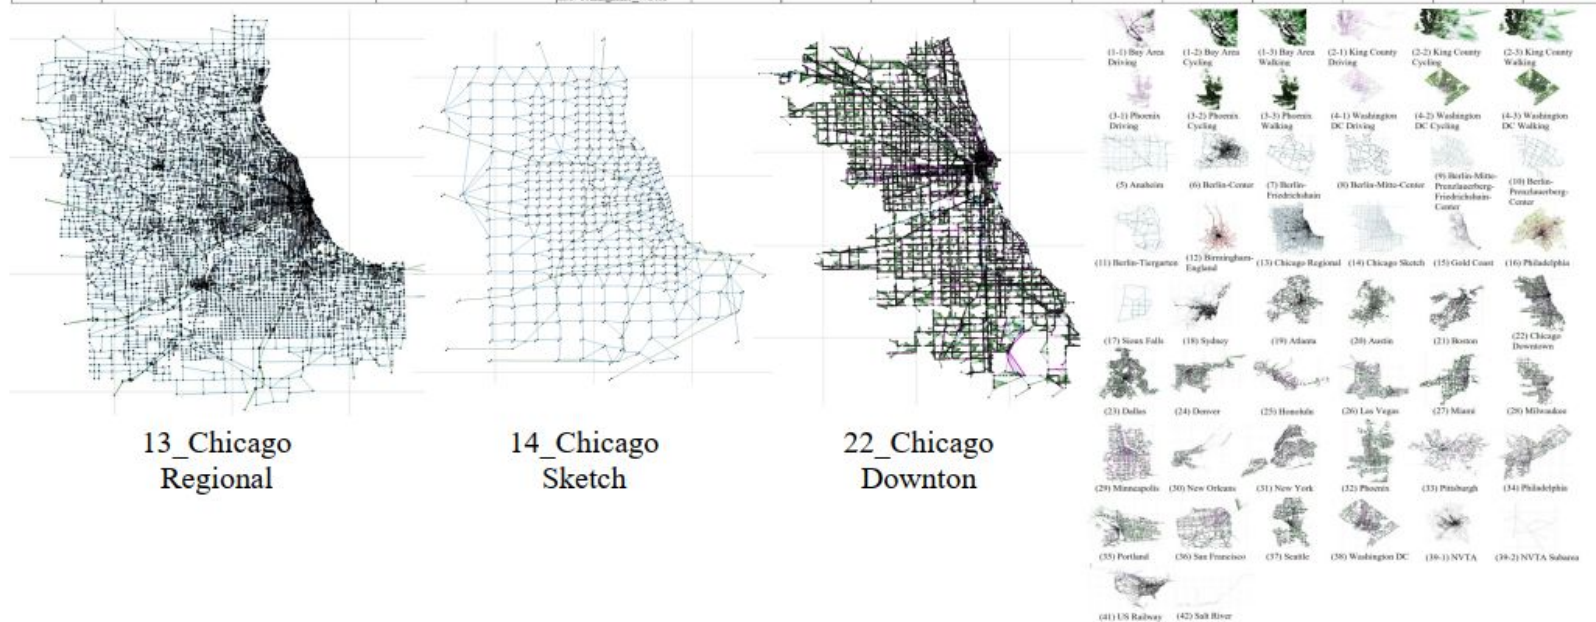 13_Chicago
Regional
14_Chicago
Sketch
22_Chicago
Downton
(1-1) Bay Area
Driving
(1-2) Bay Area
Cycling
(1-3) Bay Area
Walking
(2-1) King County
Driving
(2-2) King County
Cycling
(2-3) King County
Walking
(3-1) Phoenix
Driving
(3-2) Phoenix
Cycling
(3-3) Phoenix
Walking
(4-1) Washington
DC Driving
(4-2) Washington
DC Cycling
(4-3) Washington
DC Walking
(5) Anaheim
(6) Berlin-Center
(7) Berlin-
Friedrichshain
(8) Berlin-Mitte-Center
(9) Berlin-Mitte-
Prenzlauerberg-
Friedrichshain-
Center
(10) Berlin-
Prenzlauerberg-
Center
(11) Berlin-Tiergarten
(12) Birmingham-
England
(13) Chicago Regional
(14) Chicago Sketch
(15) Gold Coast
(16) Philadelphia
(17) Sioux Falls
(18) Sydney
(19) Atlanta
(20) Austin
(21) Boston
(22) Chicago
Downtown
(23) Dallas
(24) Denver
(25) Honolulu
(26) Las Vegas
(27) Miami
(28) Milwaukee
(29) Minneapolis
(30) New Orleans
(31) New York
(32) Phoenix
(33) Pittsburgh
(34) Philadelphia
(35) Portland
(36) San Francisco
(37) Seattle
(38) Washington DC
(39-1) NVTA
(39-2) NVTA Subarea
(41) US Railway
(42) Salt River